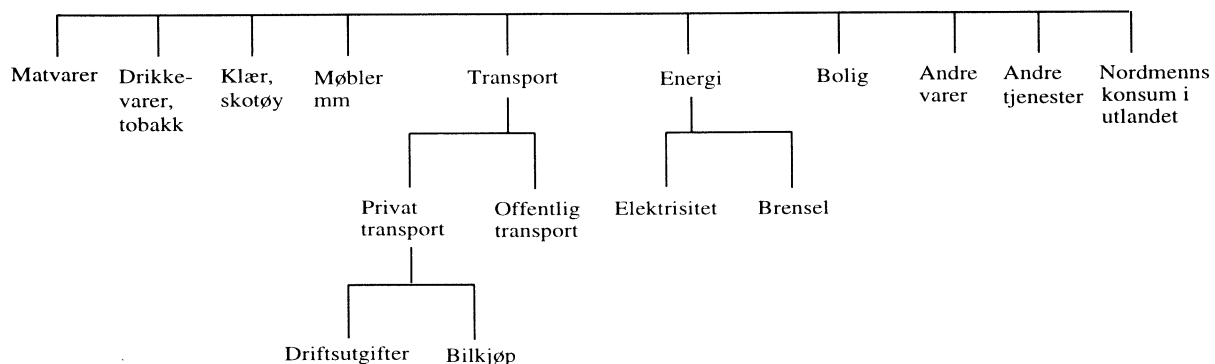 Matvarer
Drikke-
varer,
tobakk
Klær,
skotøy
Møbler
mm
Transport
Energi
Bolig
Andre
varer
Andre
tjenester
Nordmenns
konsum i
utlandet
Privat
transport
Offentlig
transport
Elektrisitet
Brensel
Driftsutgifter
Bilkjøp